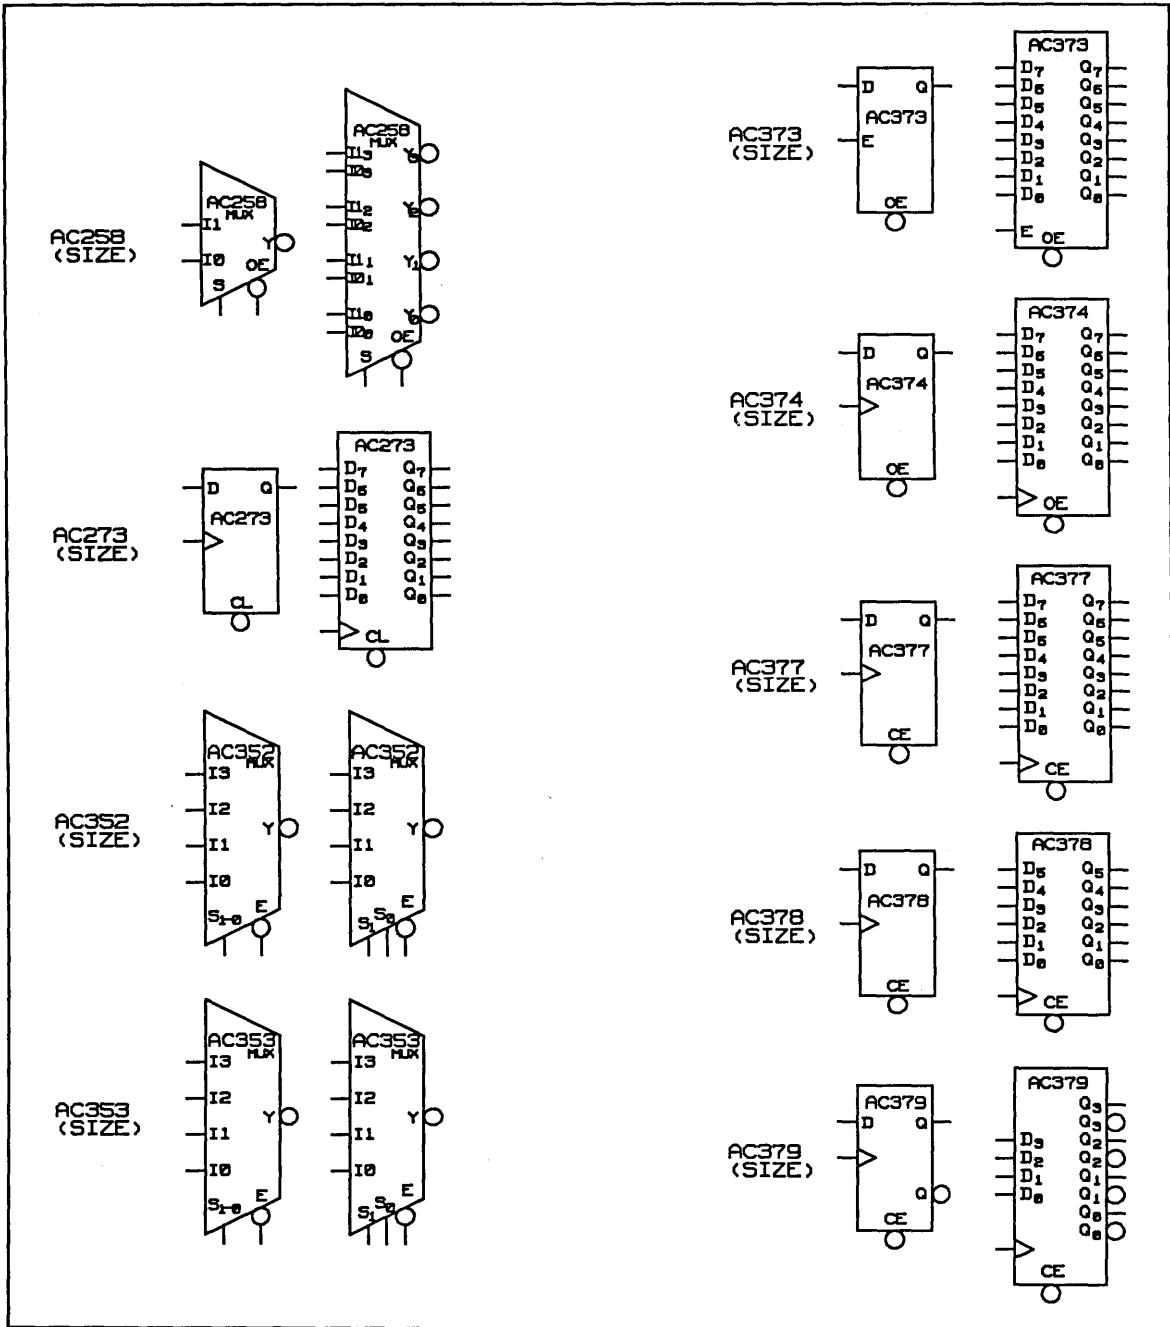 AC258
(SIZE)
AC258
MUX
I1
I0
Y
OE
S
AC258
MUX
I1₃
I0₃
I1₂
I0₂
I1₁
I0₁
I1₀
I0₀
Y₃
Y₂
Y₁
Y₀
OE
S
AC273
(SIZE)
D Q
AC273
CL
AC273
D₇ Q₇
D₆ Q₆
D₅ Q₅
D₄ Q₄
D₃ Q₃
D₂ Q₂
D₁ Q₁
D₀ Q₀
CL
AC352
(SIZE)
AC352
MUX
I3
I2
Y
I1
I0
S₁₋₀ E
AC352
MUX
I3
I2
Y
I1
I0
S₁ S₀ E
AC353
(SIZE)
AC353
MUX
I3
I2
Y
I1
I0
S₁₋₀ E
AC353
MUX
I3
I2
Y
I1
I0
S₁ S₀ E
AC373
(SIZE)
D Q
AC373
E
OE
AC373
D₇ Q₇
D₆ Q₆
D₅ Q₅
D₄ Q₄
D₃ Q₃
D₂ Q₂
D₁ Q₁
D₀ Q₀
E OE
AC374
(SIZE)
D Q
AC374
OE
AC374
D₇ Q₇
D₆ Q₆
D₅ Q₅
D₄ Q₄
D₃ Q₃
D₂ Q₂
D₁ Q₁
D₀ Q₀
OE
AC377
(SIZE)
D Q
AC377
CE
AC377
D₇ Q₇
D₆ Q₆
D₅ Q₅
D₄ Q₄
D₃ Q₃
D₂ Q₂
D₁ Q₁
D₀ Q₀
CE
AC378
(SIZE)
D Q
AC378
CE
AC378
D₅ Q₅
D₄ Q₄
D₃ Q₃
D₂ Q₂
D₁ Q₁
D₀ Q₀
CE
AC379
(SIZE)
AC379
D Q
Q
CE
AC379
Q₃
Q₃
D₃ Q₂
D₂ Q₂
D₁ Q₁
D₀ Q₁
Q₀
Q₀
CE